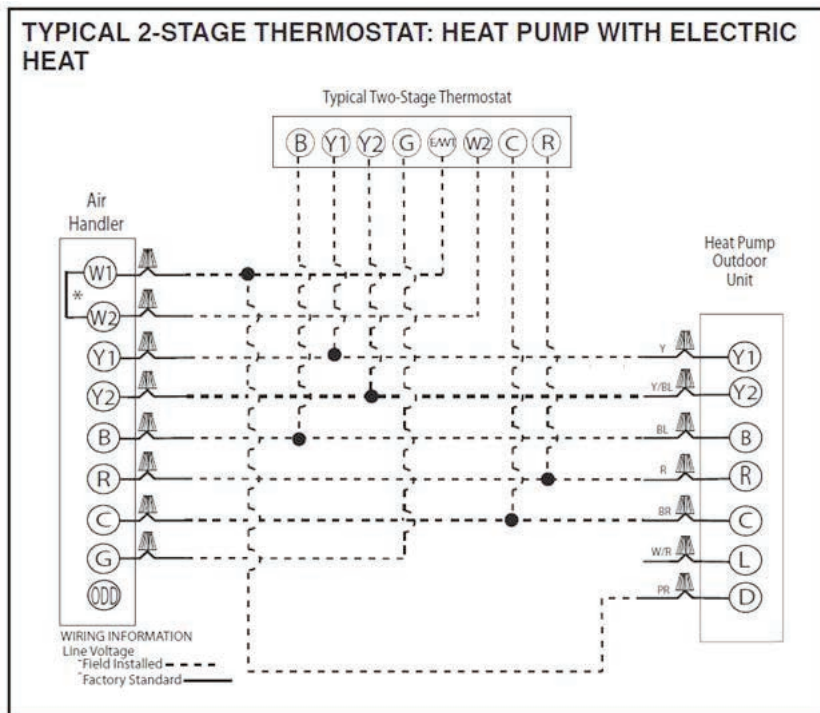 TYPICAL 2-STAGE THERMOSTAT: HEAT PUMP WITH ELECTRIC
HEAT
Typical Two-Stage Thermostat
B Y1 Y2 G E/W1 W2 C R
Air
Handler
W1
*
W2
Y1
Y2
B
R
C
G
ODD
Heat Pump
Outdoor
Unit
Y Y1
Y/BL Y2
BL B
R R
BR C
W/R L
PR D
WIRING INFORMATION
Line Voltage
*Field Installed
*Factory Standard